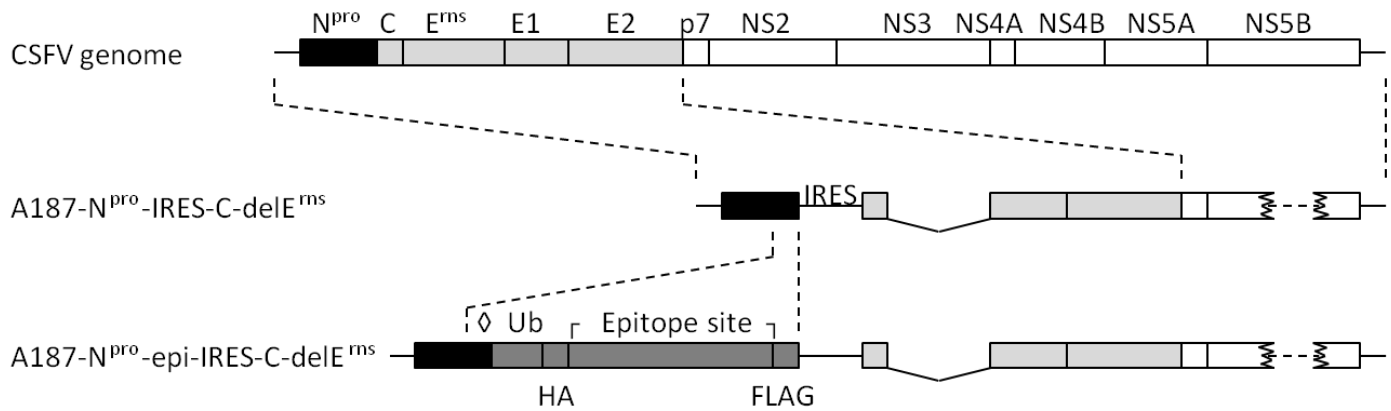 Nᵖʳᵒ C Eʳⁿˢ E1 E2 p7 NS2 NS3 NS4A NS4B NS5A NS5B
CSFV genome
IRES
A187-Nᵖʳᵒ-IRES-C-delEʳⁿˢ
◊ Ub Epitope site
A187-Nᵖʳᵒ-epi-IRES-C-delEʳⁿˢ
HA FLAG